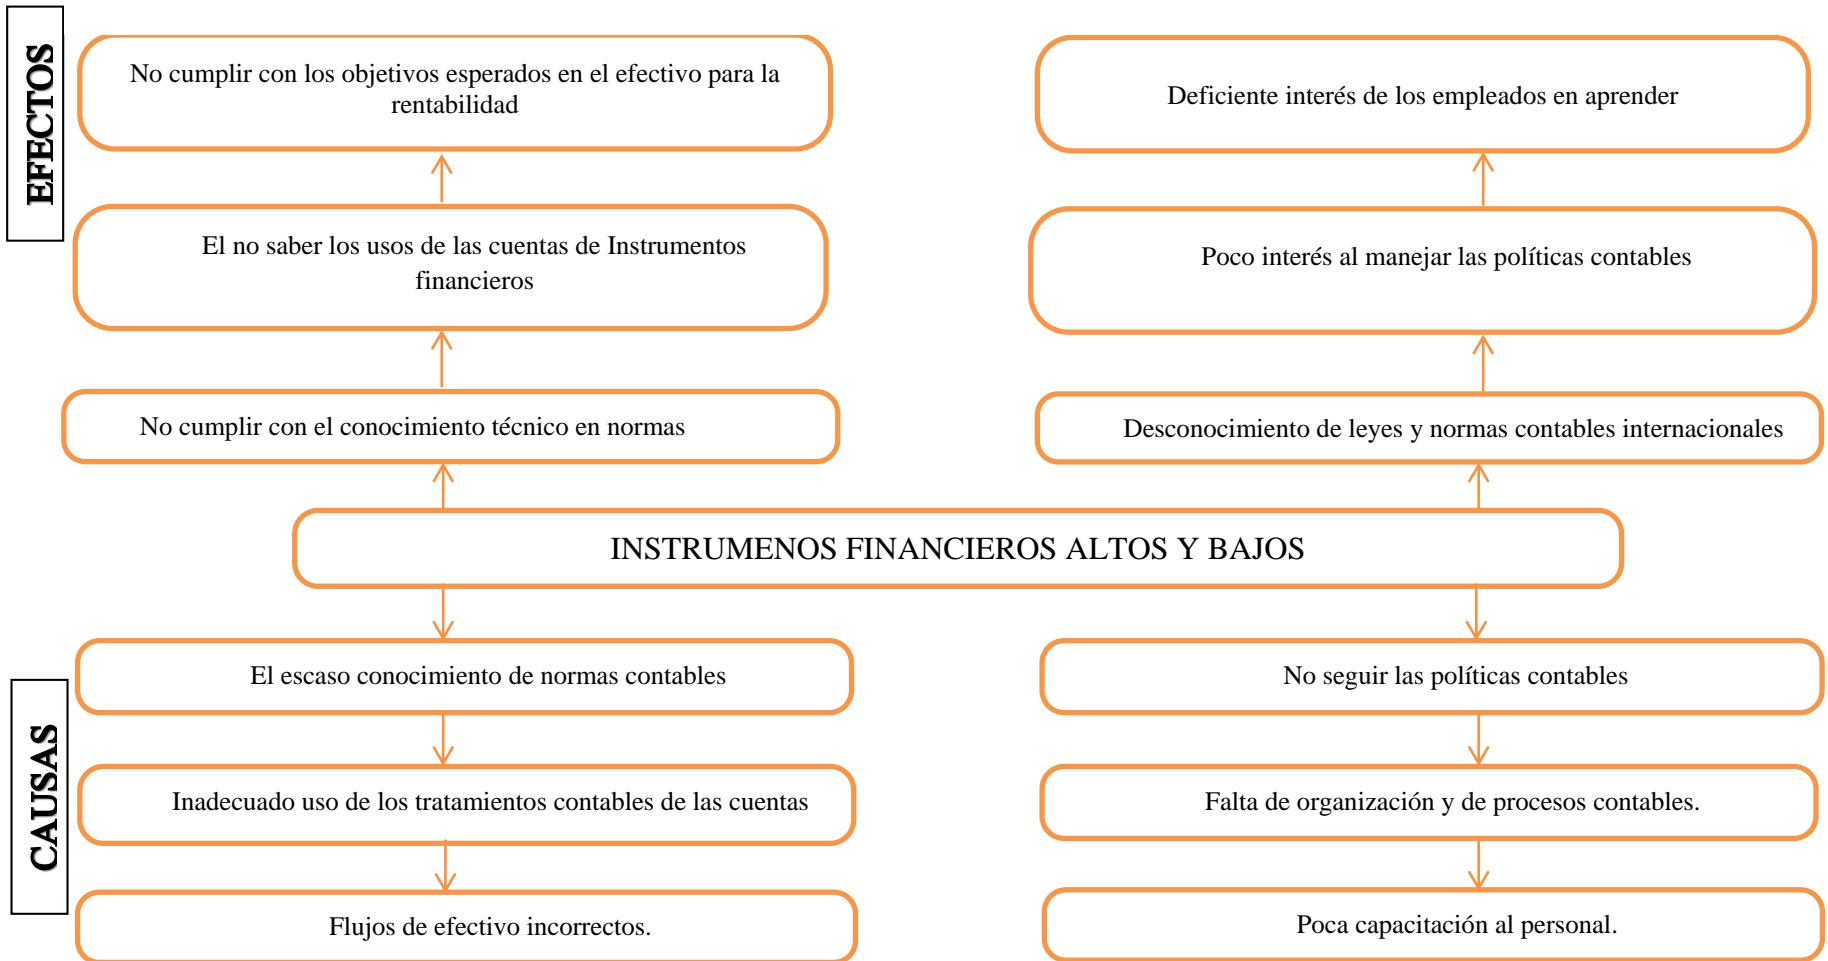 EFECTOS
No cumplir con los objetivos esperados en el efectivo para la
rentabilidad
Deficiente interés de los empleados en aprender
El no saber los usos de las cuentas de Instrumentos
financieros
Poco interés al manejar las políticas contables
No cumplir con el conocimiento técnico en normas
Desconocimiento de leyes y normas contables internacionales
INSTRUMENOS FINANCIEROS ALTOS Y BAJOS
CAUSAS
El escaso conocimiento de normas contables
No seguir las políticas contables
Inadecuado uso de los tratamientos contables de las cuentas
Falta de organización y de procesos contables.
Flujos de efectivo incorrectos.
Poca capacitación al personal.